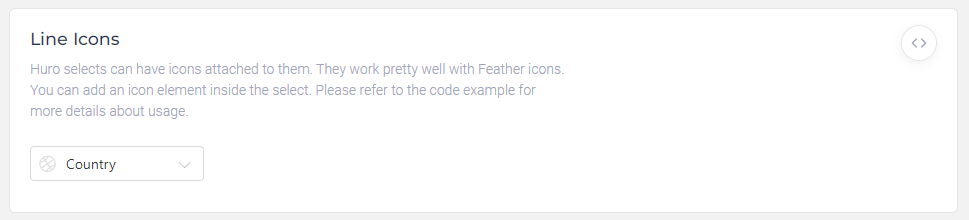 Line Icons
Huro selects can have icons attached to them. They work pretty well with Feather icons.
You can add an icon element inside the select. Please refer to the code example for
more details about usage.
Country